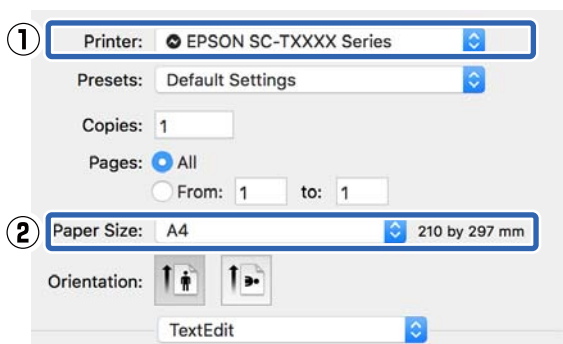 ① Printer: EPSON SC-TXXXX Series
Presets: Default Settings
Copies: 1
Pages: All
From: 1 to: 1
② Paper Size: A4 210 by 297 mm
Orientation:
TextEdit